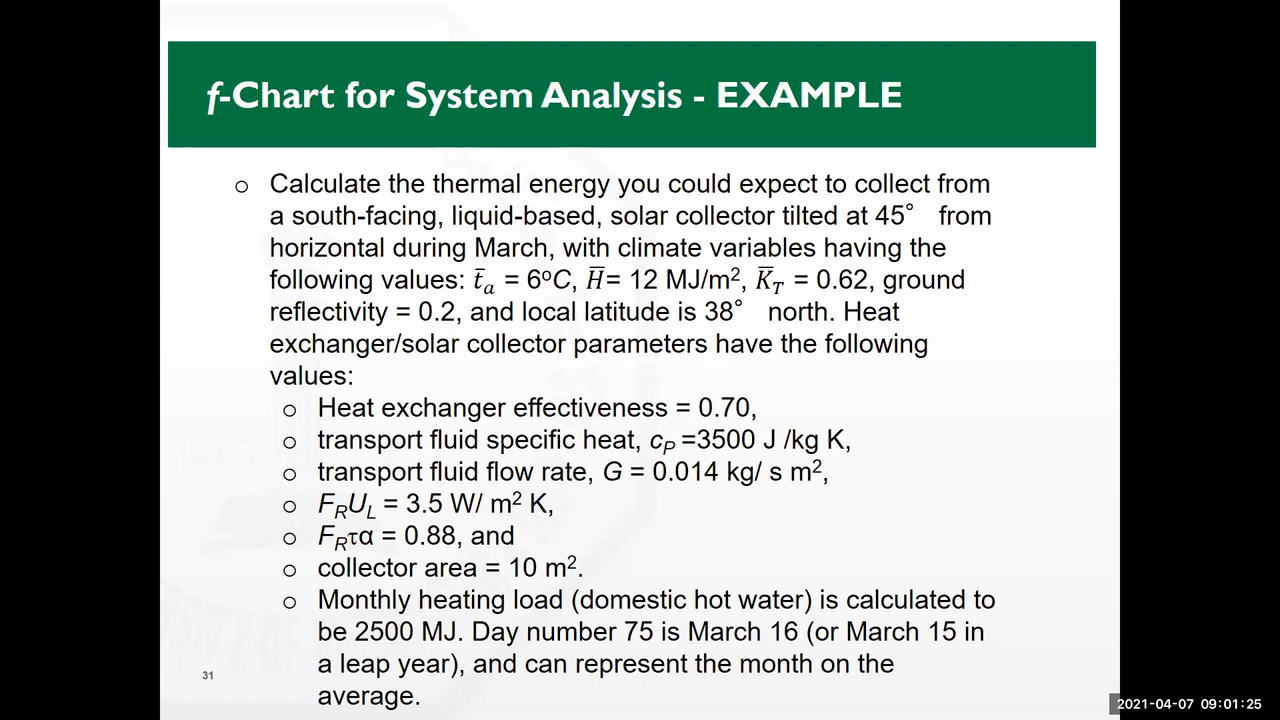 f-Chart for System Analysis - EXAMPLE
o Calculate the thermal energy you could expect to collect from
a south-facing, liquid-based, solar collector tilted at 45° from
horizontal during March, with climate variables having the
following values: t̄ₐ = 6ºC, H̅= 12 MJ/m², K̅_T = 0.62, ground
reflectivity = 0.2, and local latitude is 38° north. Heat
exchanger/solar collector parameters have the following
values:
o Heat exchanger effectiveness = 0.70,
o transport fluid specific heat, c_P =3500 J /kg K,
o transport fluid flow rate, G = 0.014 kg/ s m²,
o F_RU_L = 3.5 W/ m² K,
o F_Rτα = 0.88, and
o collector area = 10 m².
o Monthly heating load (domestic hot water) is calculated to
be 2500 MJ. Day number 75 is March 16 (or March 15 in
a leap year), and can represent the month on the
average.
31
2021-04-07 09:01:25